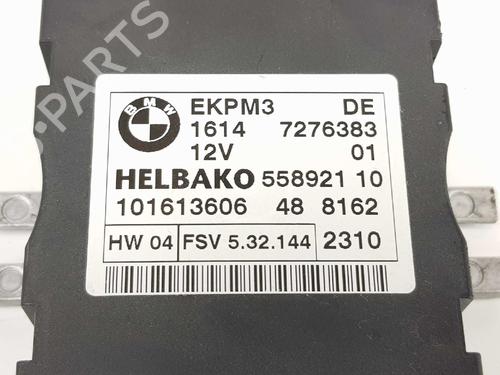 BMW
EKPM3 DE
1614 7276383
12V 01
HELBAKO 558921 10
101613606 48 8162
HW 04 FSV 5.32.144 2310